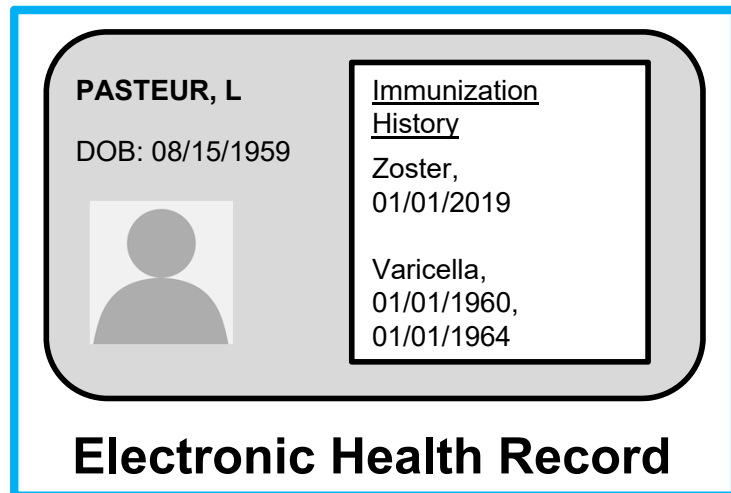 PASTEUR, L
DOB: 08/15/1959
Immunization
History
Zoster,
01/01/2019
Varicella,
01/01/1960,
01/01/1964
Electronic Health Record